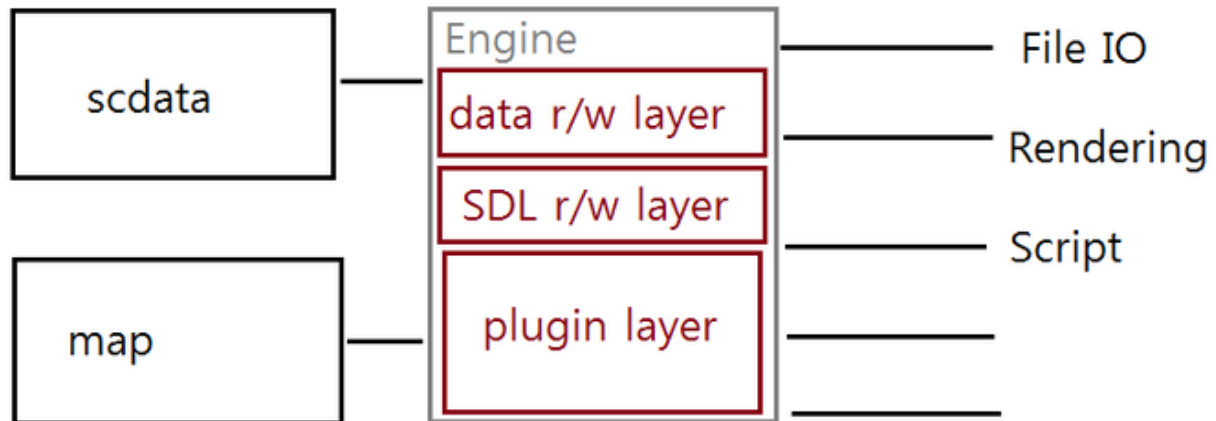 scdata
map
Engine
data r/w layer
SDL r/w layer
plugin layer
File IO
Rendering
Script